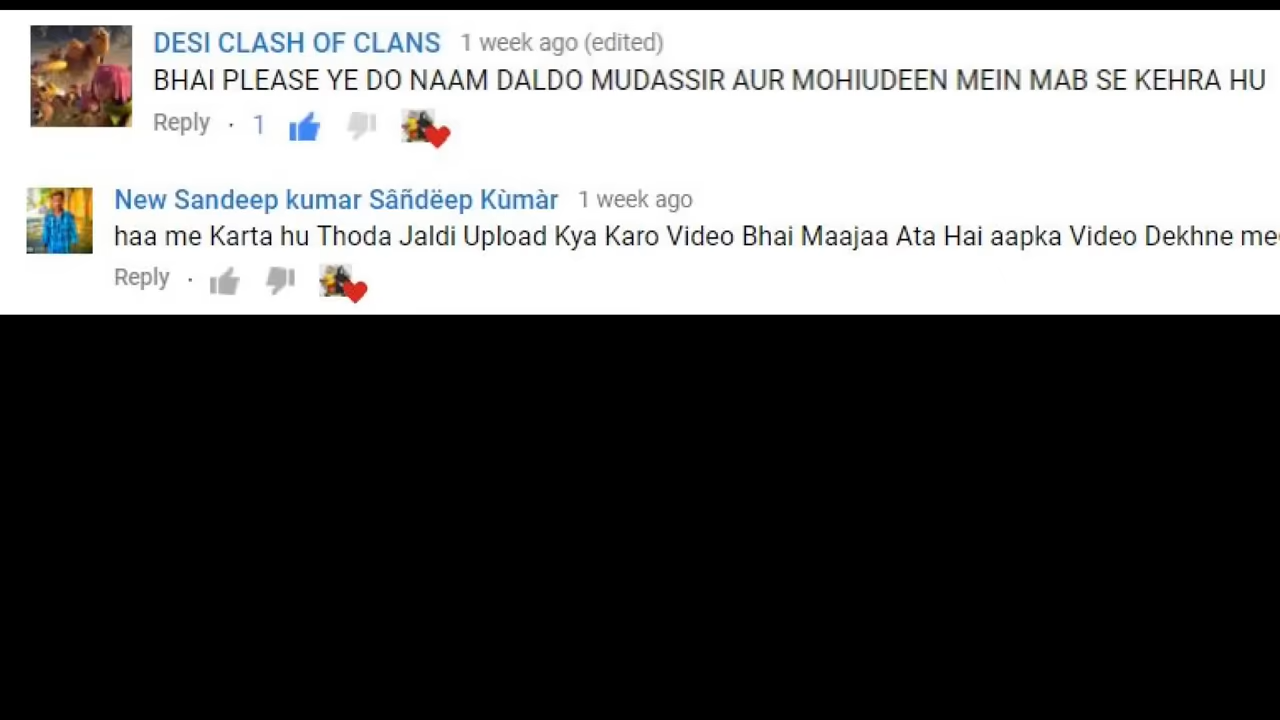 DESI CLASH OF CLANS 1 week ago (edited)
BHAI PLEASE YE DO NAAM DALDO MUDASSIR AUR MOHIUDEEN MEIN MAB SE KEHRA HU
Reply · 1
New Sandeep kumar Sâñdëep Kùmàr 1 week ago
haa me Karta hu Thoda Jaldi Upload Kya Karo Video Bhai Maajaa Ata Hai aapka Video Dekhne me
Reply ·